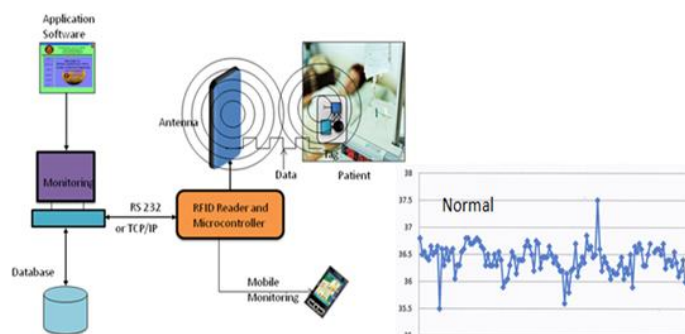 Application
Software
Antenna
Tag
Data
Patient
Monitoring
RS 232
or TCP/IP
RFID Reader and
Microcontroller
Database
Mobile
Monitoring
Normal
38
37.5
37
36.5
36
35.5